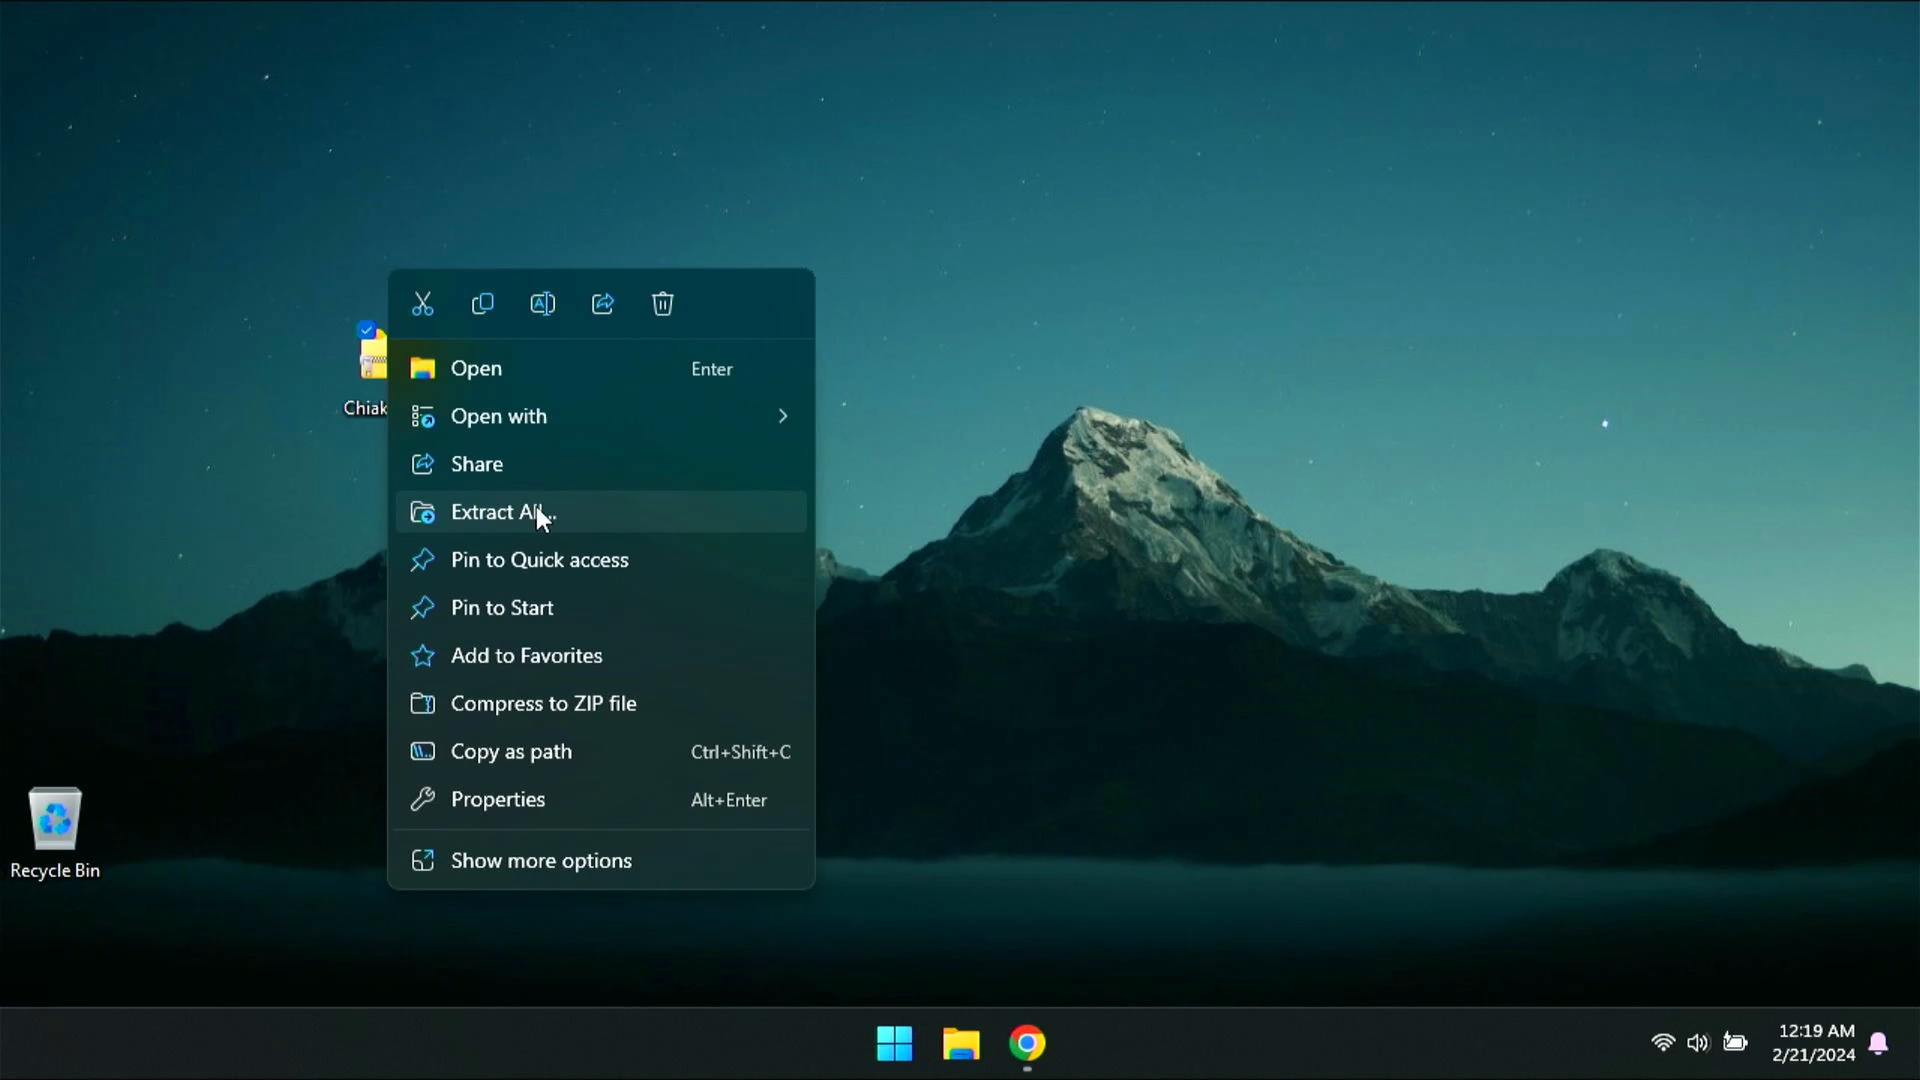 Open Enter
Chiak
Open with
Share
Extract All...
Pin to Quick access
Pin to Start
Add to Favorites
Compress to ZIP file
Copy as path Ctrl+Shift+C
Properties Alt+Enter
Show more options
Recycle Bin
12:19 AM
2/21/2024